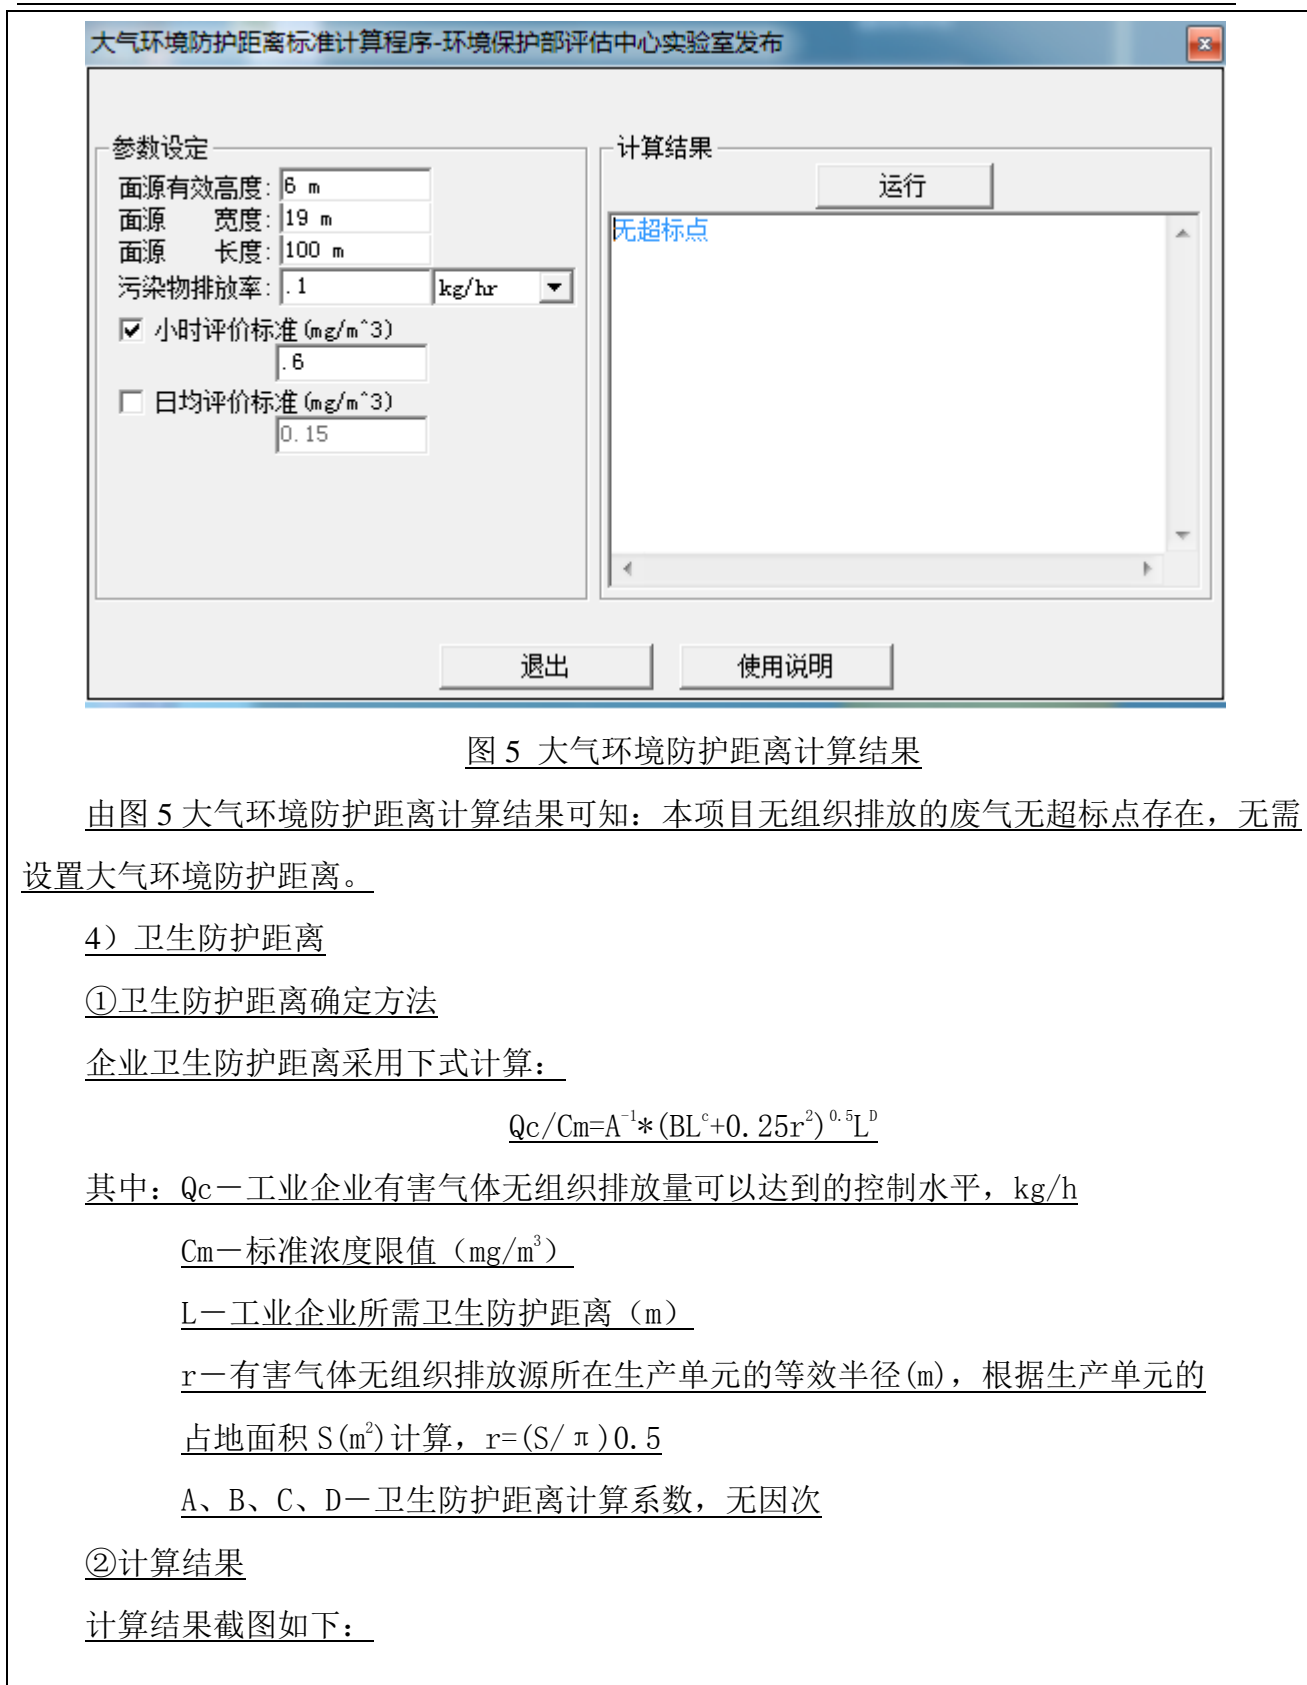 大气环境防护距离标准计算程序-环境保护部评估中心实验室发布
参数设定
面源有效高度: 6 m
面源 宽度: 19 m
面源 长度: 100 m
污染物排放率: .1 kg/hr
小时评价标准(mg/m^3)
.6
日均评价标准(mg/m^3)
0.15
计算结果
运行
无超标点
退出 使用说明
图 5 大气环境防护距离计算结果
由图 5 大气环境防护距离计算结果可知：本项目无组织排放的废气无超标点存在，无需
设置大气环境防护距离。
4）卫生防护距离
①卫生防护距离确定方法
企业卫生防护距离采用下式计算：
Qc/Cm=A⁻¹*(BLᶜ+0.25r²)⁰·⁵Lᴰ
其中：Qc－工业企业有害气体无组织排放量可以达到的控制水平，kg/h
Cm－标准浓度限值（mg/m³）
L－工业企业所需卫生防护距离（m）
r－有害气体无组织排放源所在生产单元的等效半径(m)，根据生产单元的
占地面积 S(m²)计算，r=(S/π)0.5
A、B、C、D－卫生防护距离计算系数，无因次
②计算结果
计算结果截图如下：